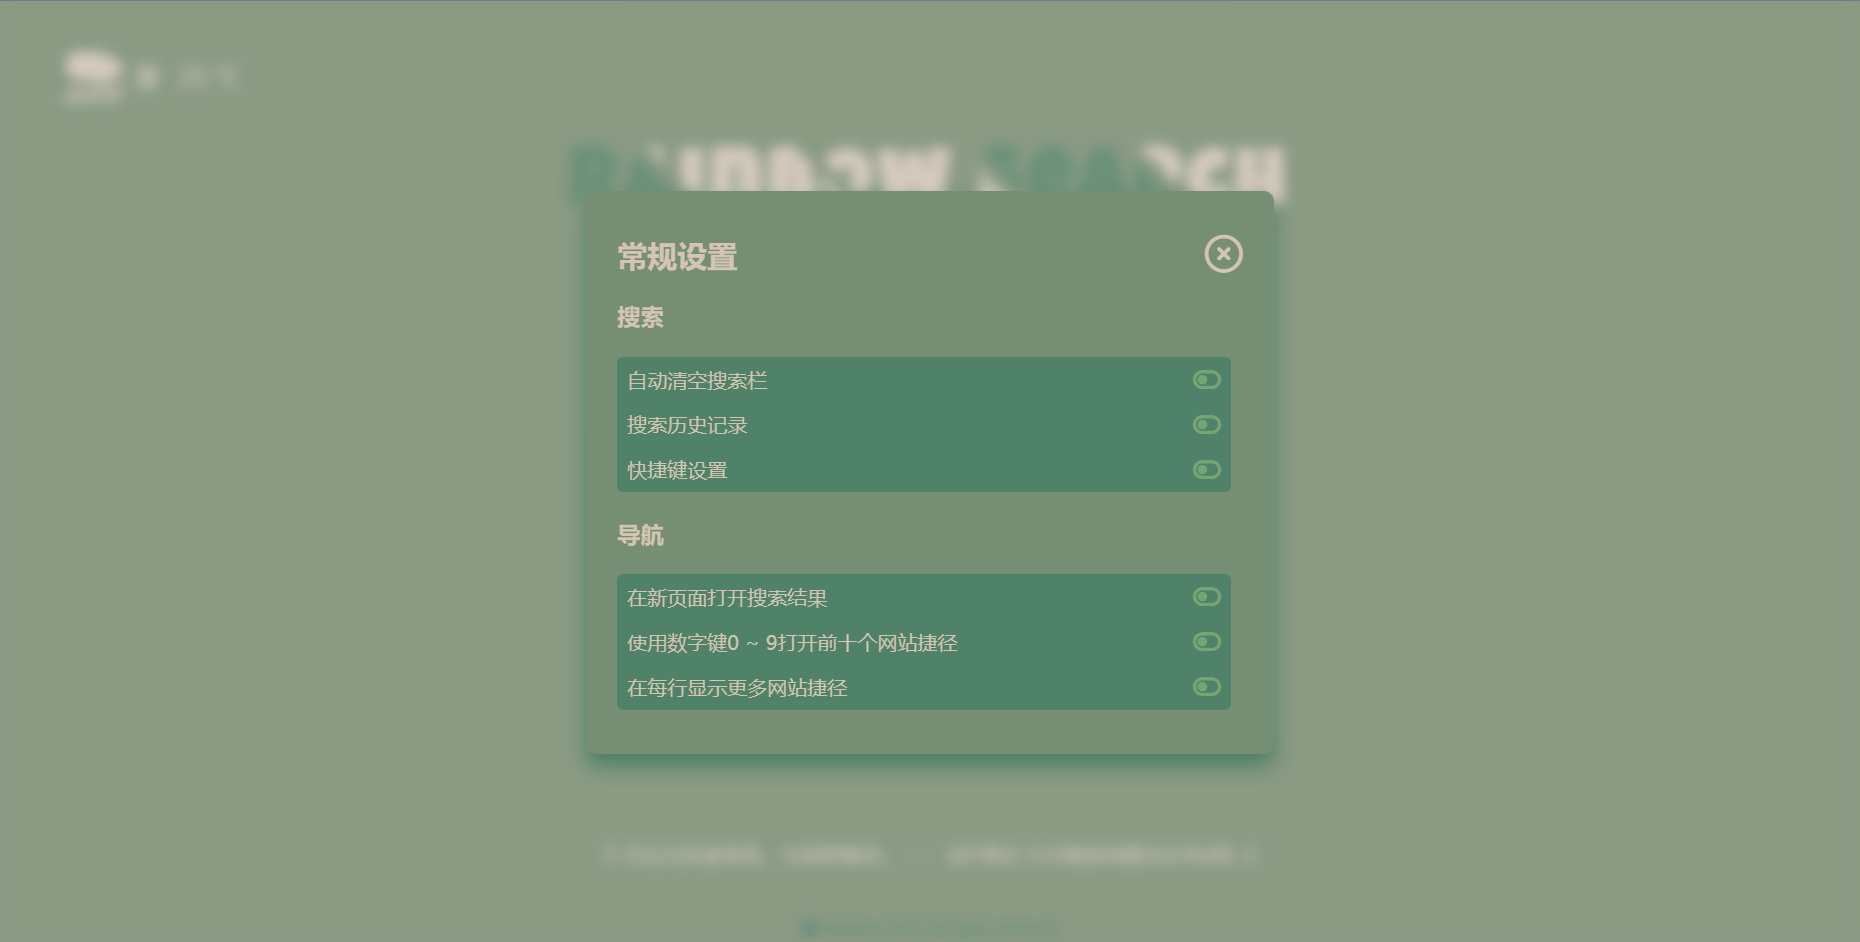 常规设置
搜索
自动清空搜索栏
搜索历史记录
快捷键设置
导航
在新页面打开搜索结果
使用数字键0 ~ 9打开前十个网站捷径
在每行显示更多网站捷径